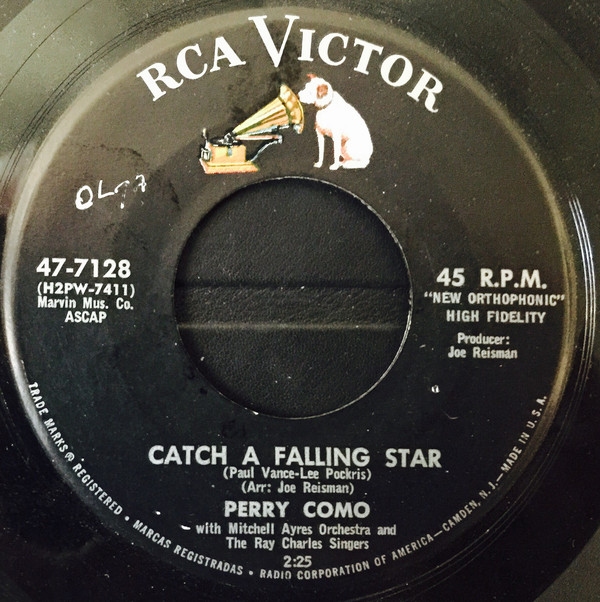 RCA VICTOR
47-7128
(H2PW-7411)
Marvin Mus. Co.
ASCAP
45 R.P.M.
"NEW ORTHOPHONIC"
HIGH FIDELITY
Producer:
Joe Reisman
CATCH A FALLING STAR
(Paul Vance-Lee Pockris)
(Arr: Joe Reisman)
PERRY COMO
with Mitchell Ayres Orchestra and
The Ray Charles Singers
2:25
TRADE MARKS ® REGISTERED • MARCAS REGISTRADAS • RADIO CORPORATION OF AMERICA—CAMDEN, N.J.—MADE IN U.S.A.